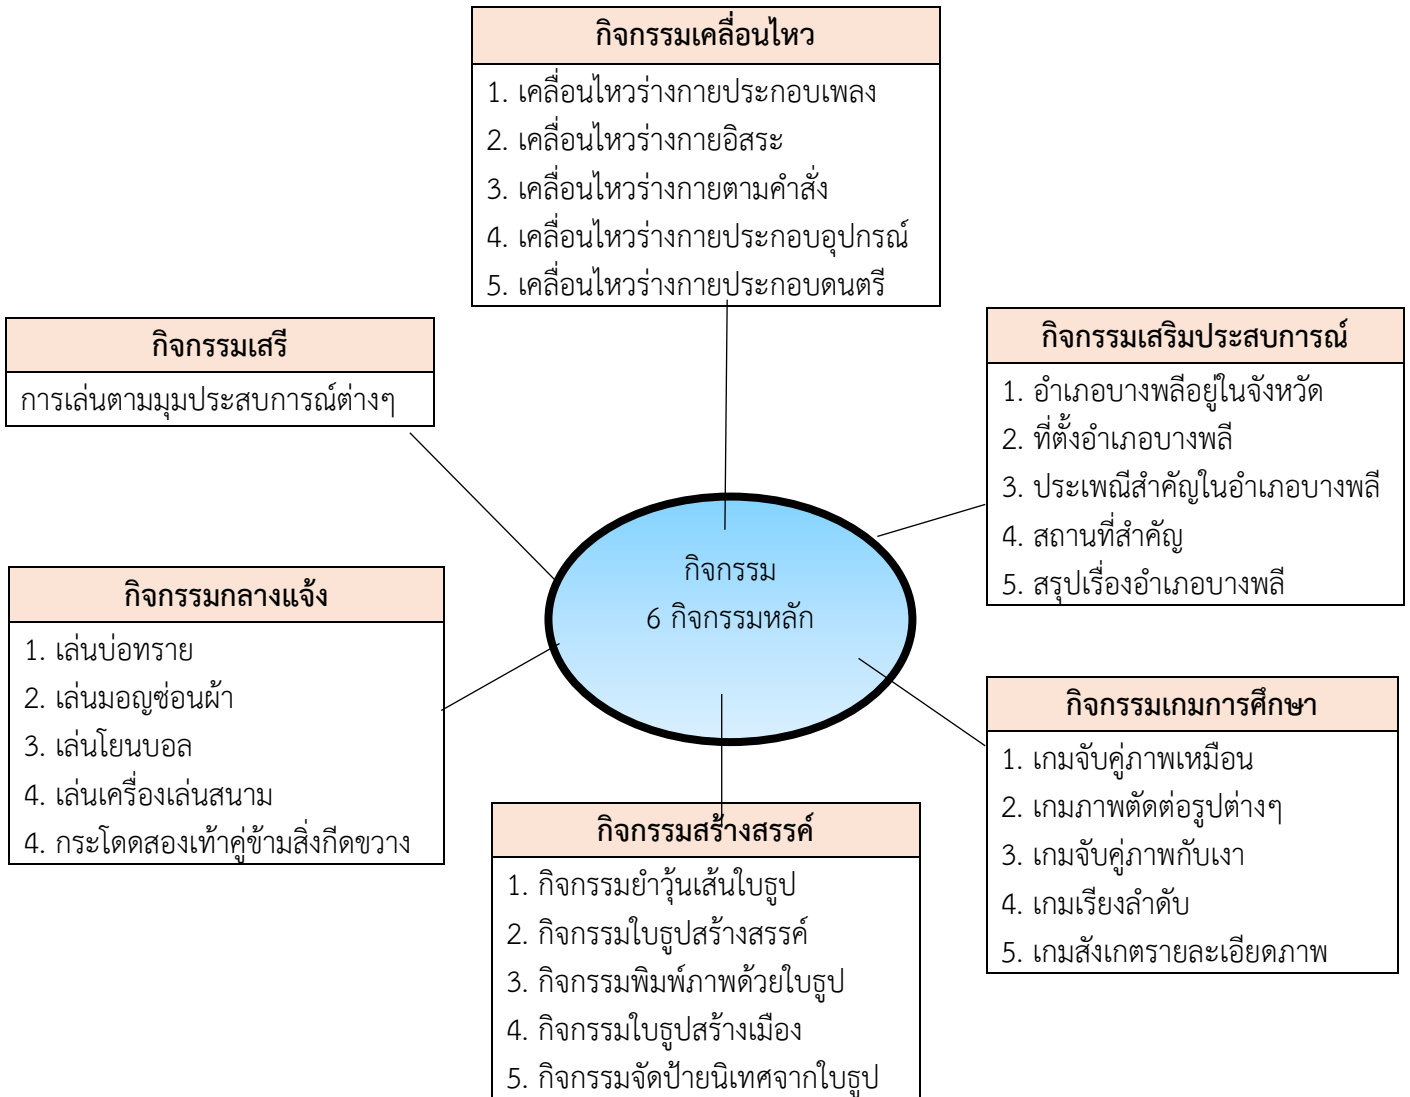 กิจกรรมเคลื่อนไหว
1. เคลื่อนไหวร่างกายประกอบเพลง
2. เคลื่อนไหวร่างกายอิสระ
3. เคลื่อนไหวร่างกายตามคำสั่ง
4. เคลื่อนไหวร่างกายประกอบอุปกรณ์
5. เคลื่อนไหวร่างกายประกอบดนตรี
กิจกรรมเสรี
การเล่นตามมุมประสบการณ์ต่างๆ
กิจกรรมเสริมประสบการณ์
1. อำเภอบางพลีอยู่ในจังหวัด
2. ที่ตั้งอำเภอบางพลี
3. ประเพณีสำคัญในอำเภอบางพลี
4. สถานที่สำคัญ
5. สรุปเรื่องอำเภอบางพลี
กิจกรรม
6 กิจกรรมหลัก
กิจกรรมกลางแจ้ง
1. เล่นบ่อทราย
2. เล่นมอญซ่อนผ้า
3. เล่นโยนบอล
4. เล่นเครื่องเล่นสนาม
4. กระโดดสองเท้าคู่ข้ามสิ่งกีดขวาง
กิจกรรมเกมการศึกษา
1. เกมจับคู่ภาพเหมือน
2. เกมภาพตัดต่อรูปต่างๆ
3. เกมจับคู่ภาพกับเงา
4. เกมเรียงลำดับ
5. เกมสังเกตรายละเอียดภาพ
กิจกรรมสร้างสรรค์
1. กิจกรรมยำวุ้นเส้นใบธูป
2. กิจกรรมใบธูปสร้างสรรค์
3. กิจกรรมพิมพ์ภาพด้วยใบธูป
4. กิจกรรมใบธูปสร้างเมือง
5. กิจกรรมจัดป้ายนิเทศจากใบธูป